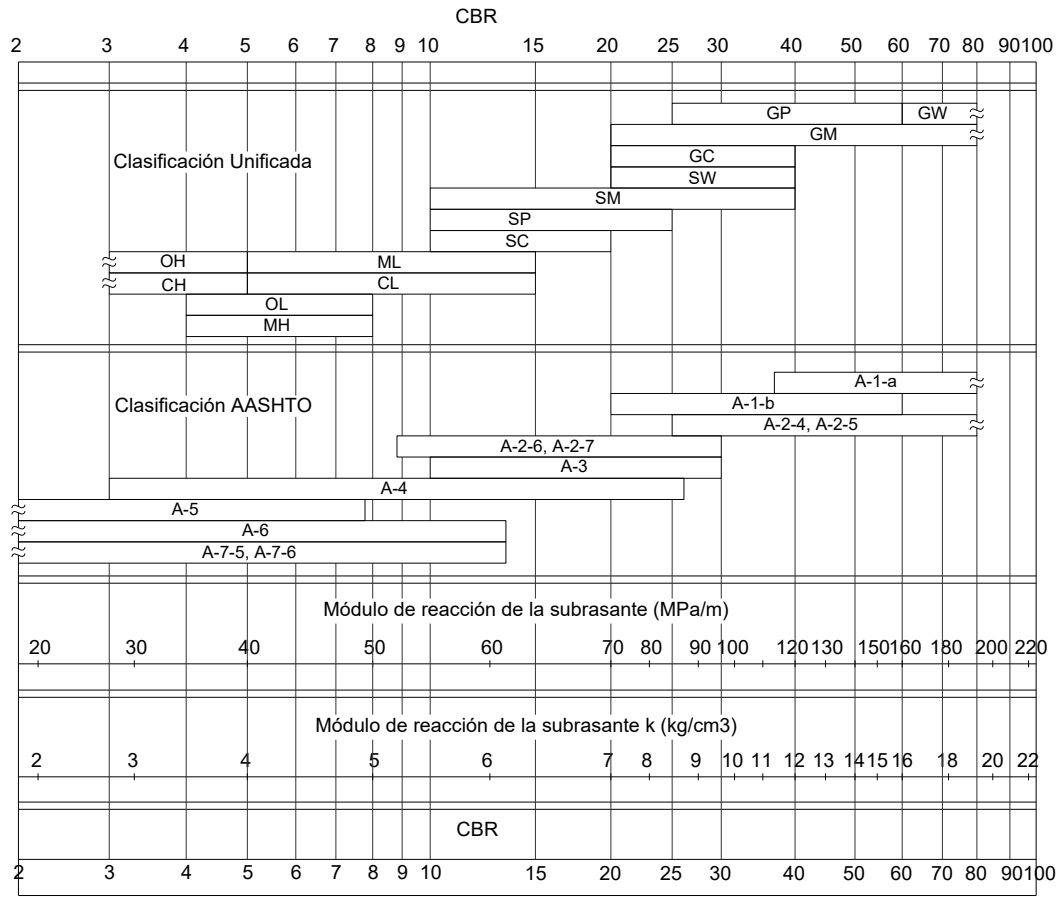 CBR
2 3 4 5 6 7 8 9 10 15 20 25 30 40 50 60 70 80 90 100
GP GW
GM
Clasificación Unificada
GC
SW
SM
SP
SC
OH ML
CH CL
OL
MH
A-1-a
Clasificación AASHTO
A-1-b
A-2-4, A-2-5
A-2-6, A-2-7
A-3
A-4
A-5
A-6
A-7-5, A-7-6
Módulo de reacción de la subrasante (MPa/m)
20 30 40 50 60 70 80 90 100 120 130 150 160 180 200 220
Módulo de reacción de la subrasante k (kg/cm3)
2 3 4 5 6 7 8 9 10 11 12 13 14 15 16 18 20 22
CBR
2 3 4 5 6 7 8 9 10 15 20 25 30 40 50 60 70 80 90 100